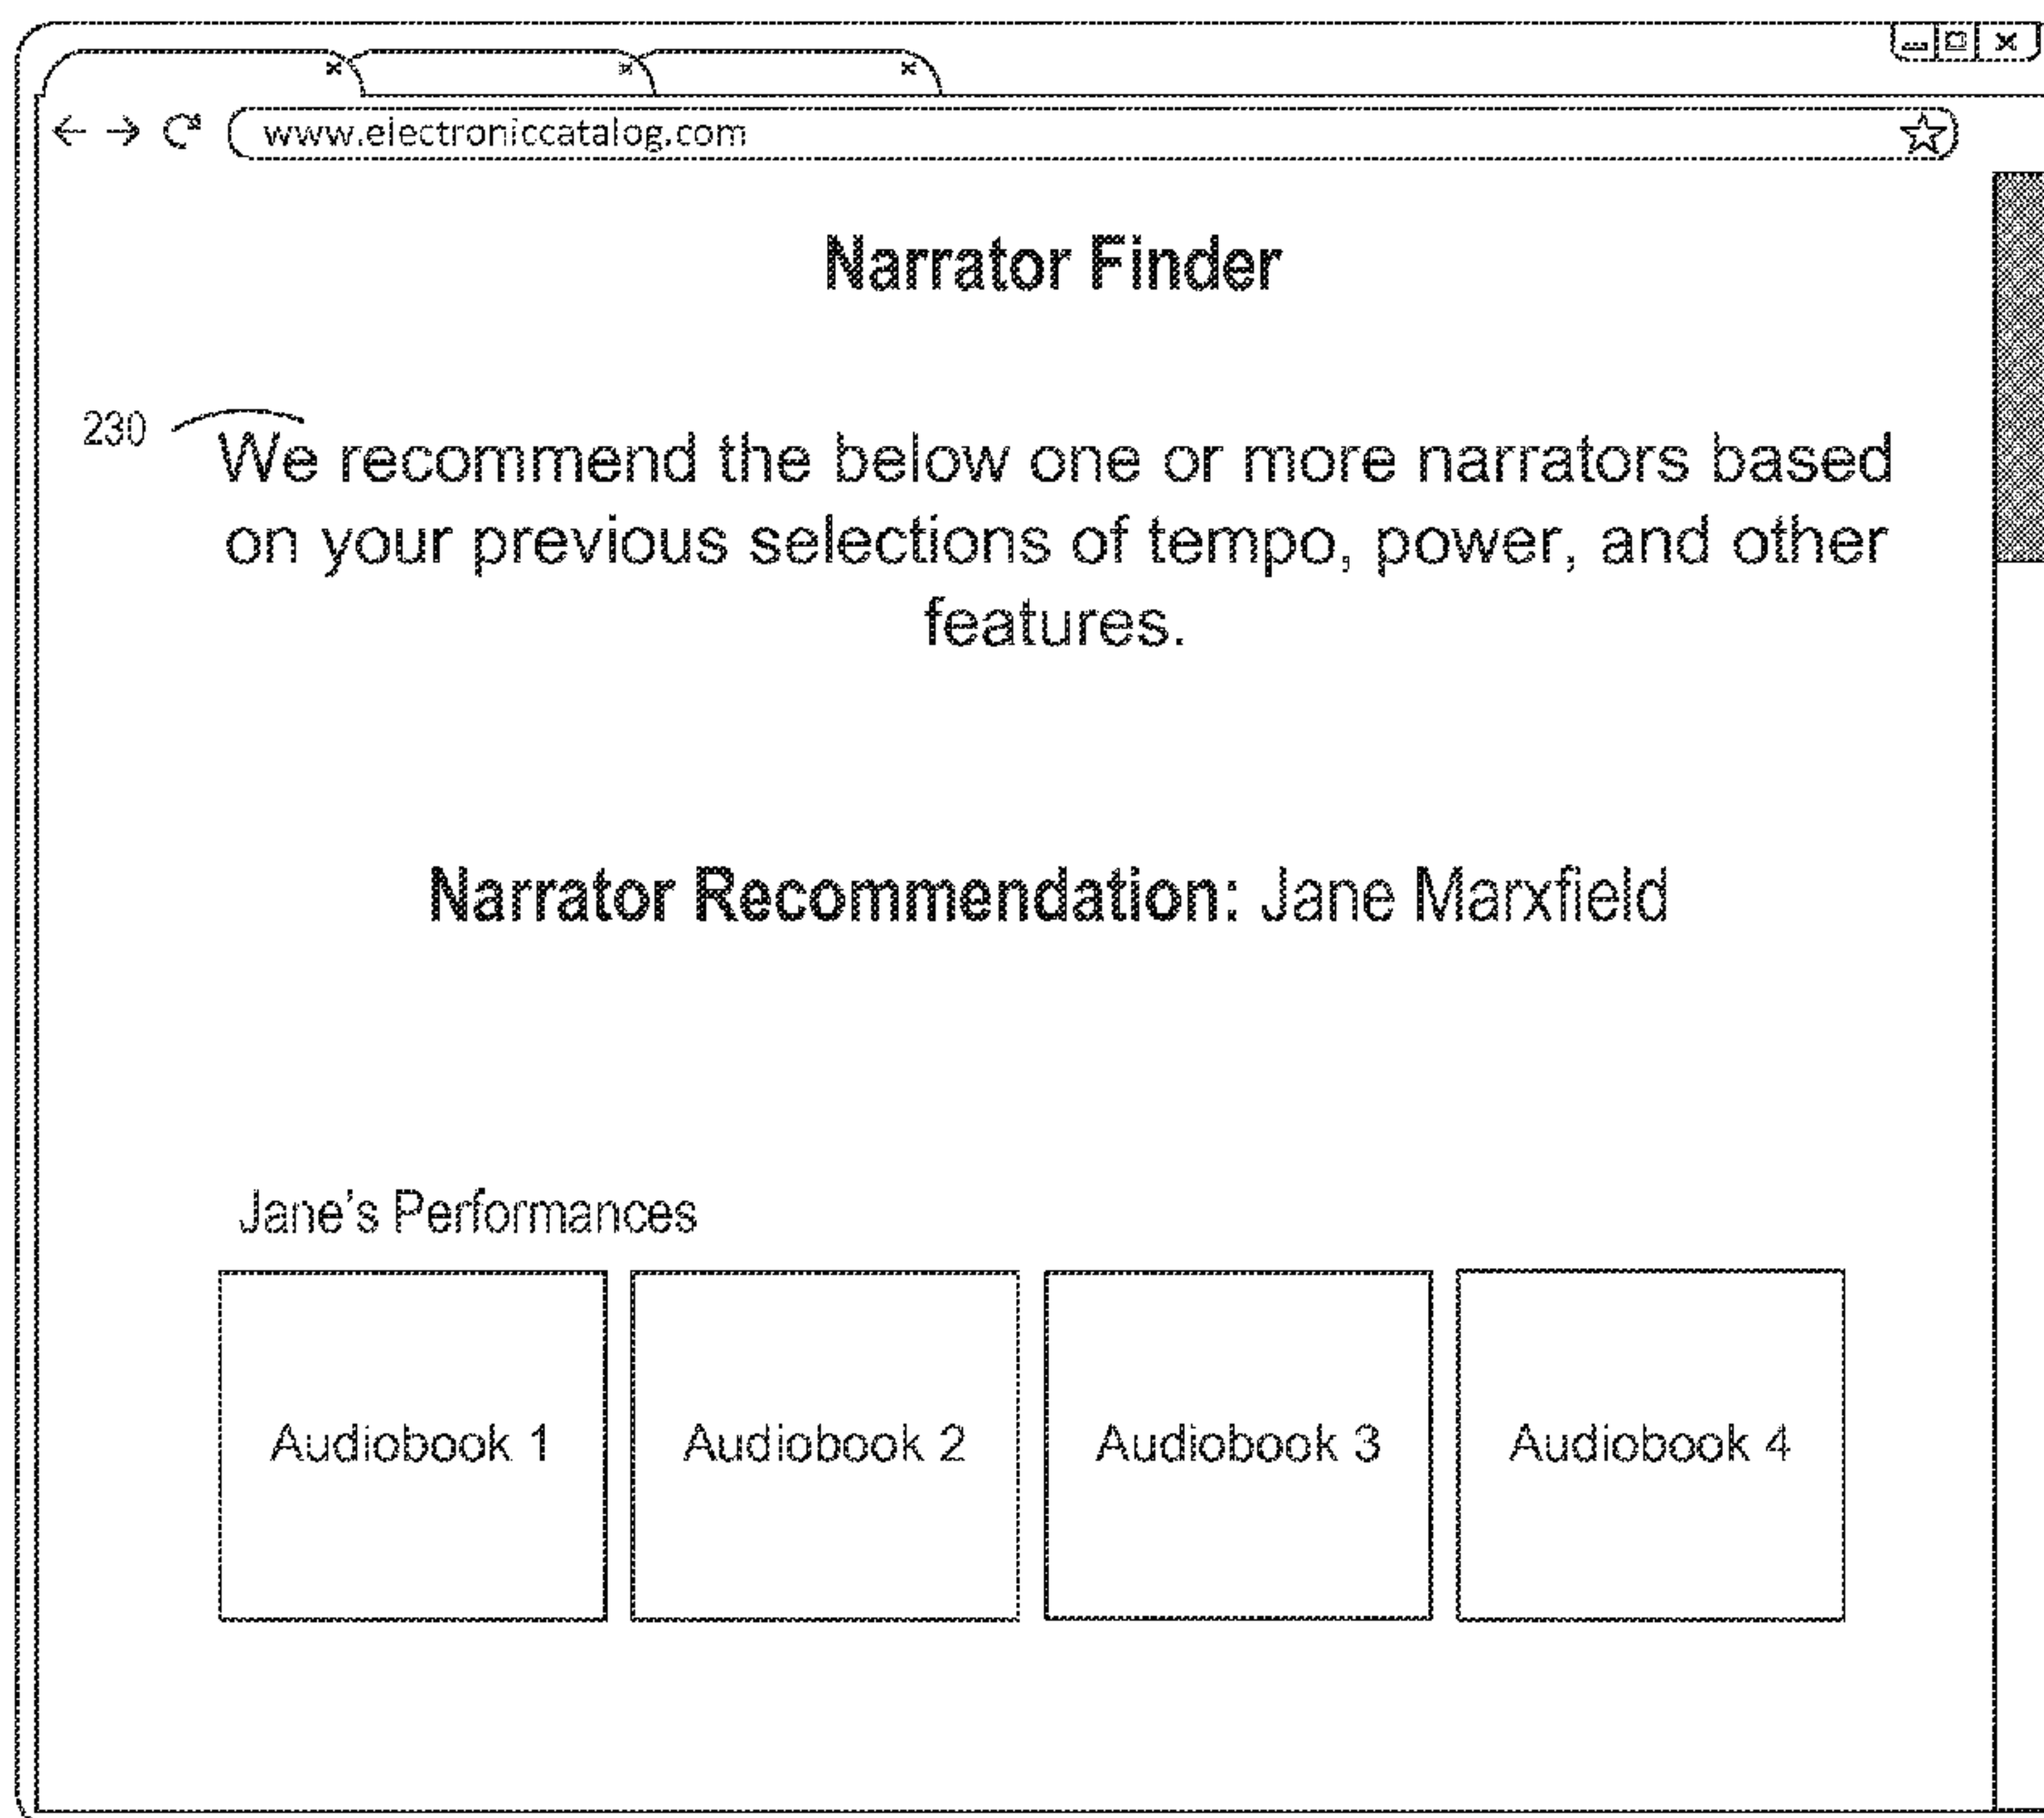 www.electroniccatalog.com
Narrator Finder
230
We recommend the below one or more narrators based
on your previous selections of tempo, power, and other
features.
Narrator Recommendation: Jane Marxfield
Jane's Performances
Audiobook 1
Audiobook 2
Audiobook 3
Audiobook 4